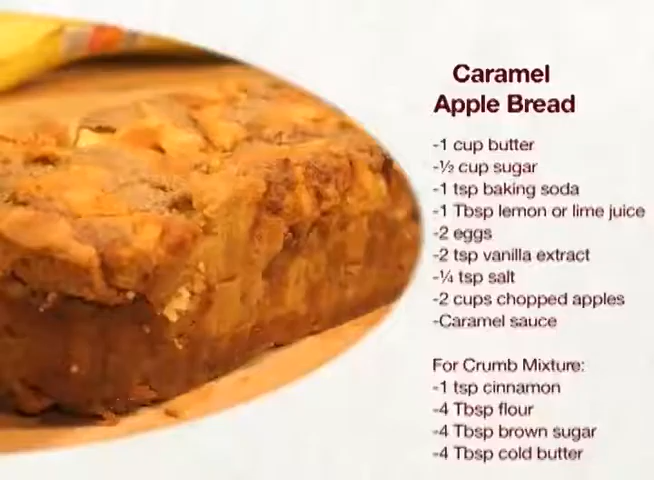 Caramel
Apple Bread
-1 cup butter
-½ cup sugar
-1 tsp baking soda
-1 Tbsp lemon or lime juice
-2 eggs
-2 tsp vanilla extract
-¼ tsp salt
-2 cups chopped apples
-Caramel sauce
For Crumb Mixture:
-1 tsp cinnamon
-4 Tbsp flour
-4 Tbsp brown sugar
-4 Tbsp cold butter